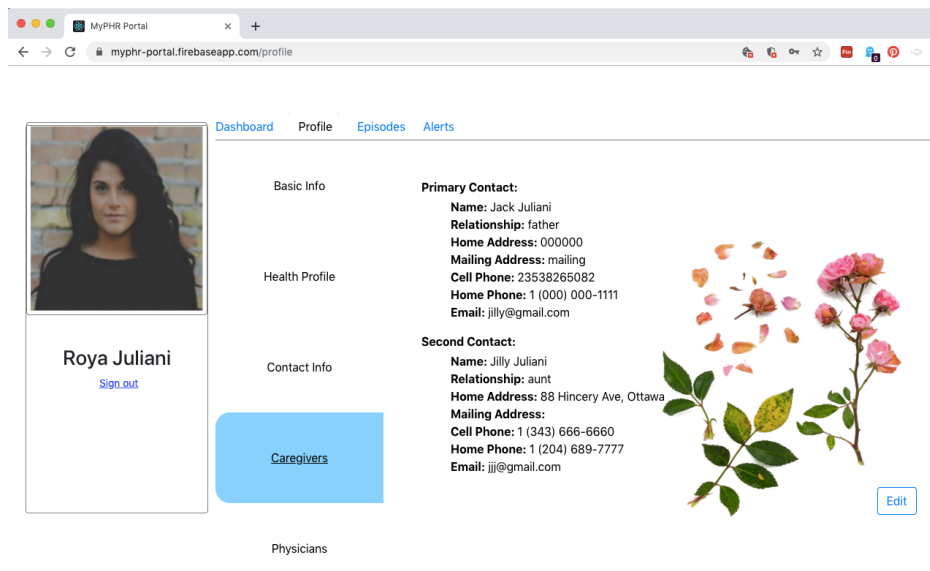 MyPHR Portal
myphr-portal.firebaseapp.com/profile
Pin
0
Dashboard Profile Episodes Alerts
Roya Juliani
Sign out
Basic Info
Health Profile
Contact Info
Caregivers
Physicians
Primary Contact:
Name: Jack Juliani
Relationship: father
Home Address: 000000
Mailing Address: mailing
Cell Phone: 23538265082
Home Phone: 1 (000) 000-1111
Email: jilly@gmail.com
Second Contact:
Name: Jilly Juliani
Relationship: aunt
Home Address: 88 Hincery Ave, Ottawa
Mailing Address:
Cell Phone: 1 (343) 666-6660
Home Phone: 1 (204) 689-7777
Email: jjj@gmail.com
Edit